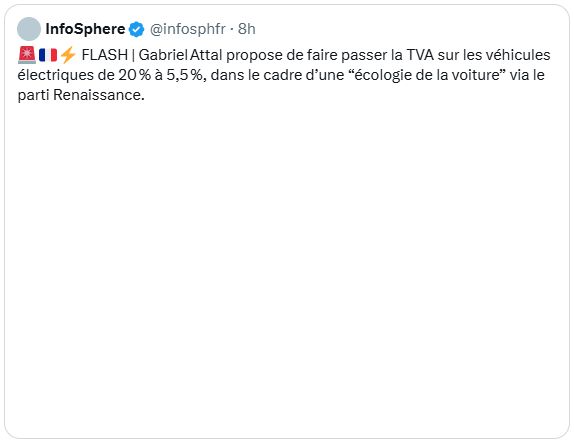 InfoSphere @infosphfr · 8h
🚨🇫🇷⚡ FLASH | Gabriel Attal propose de faire passer la TVA sur les véhicules
électriques de 20 % à 5,5 %, dans le cadre d’une “écologie de la voiture” via le
parti Renaissance.